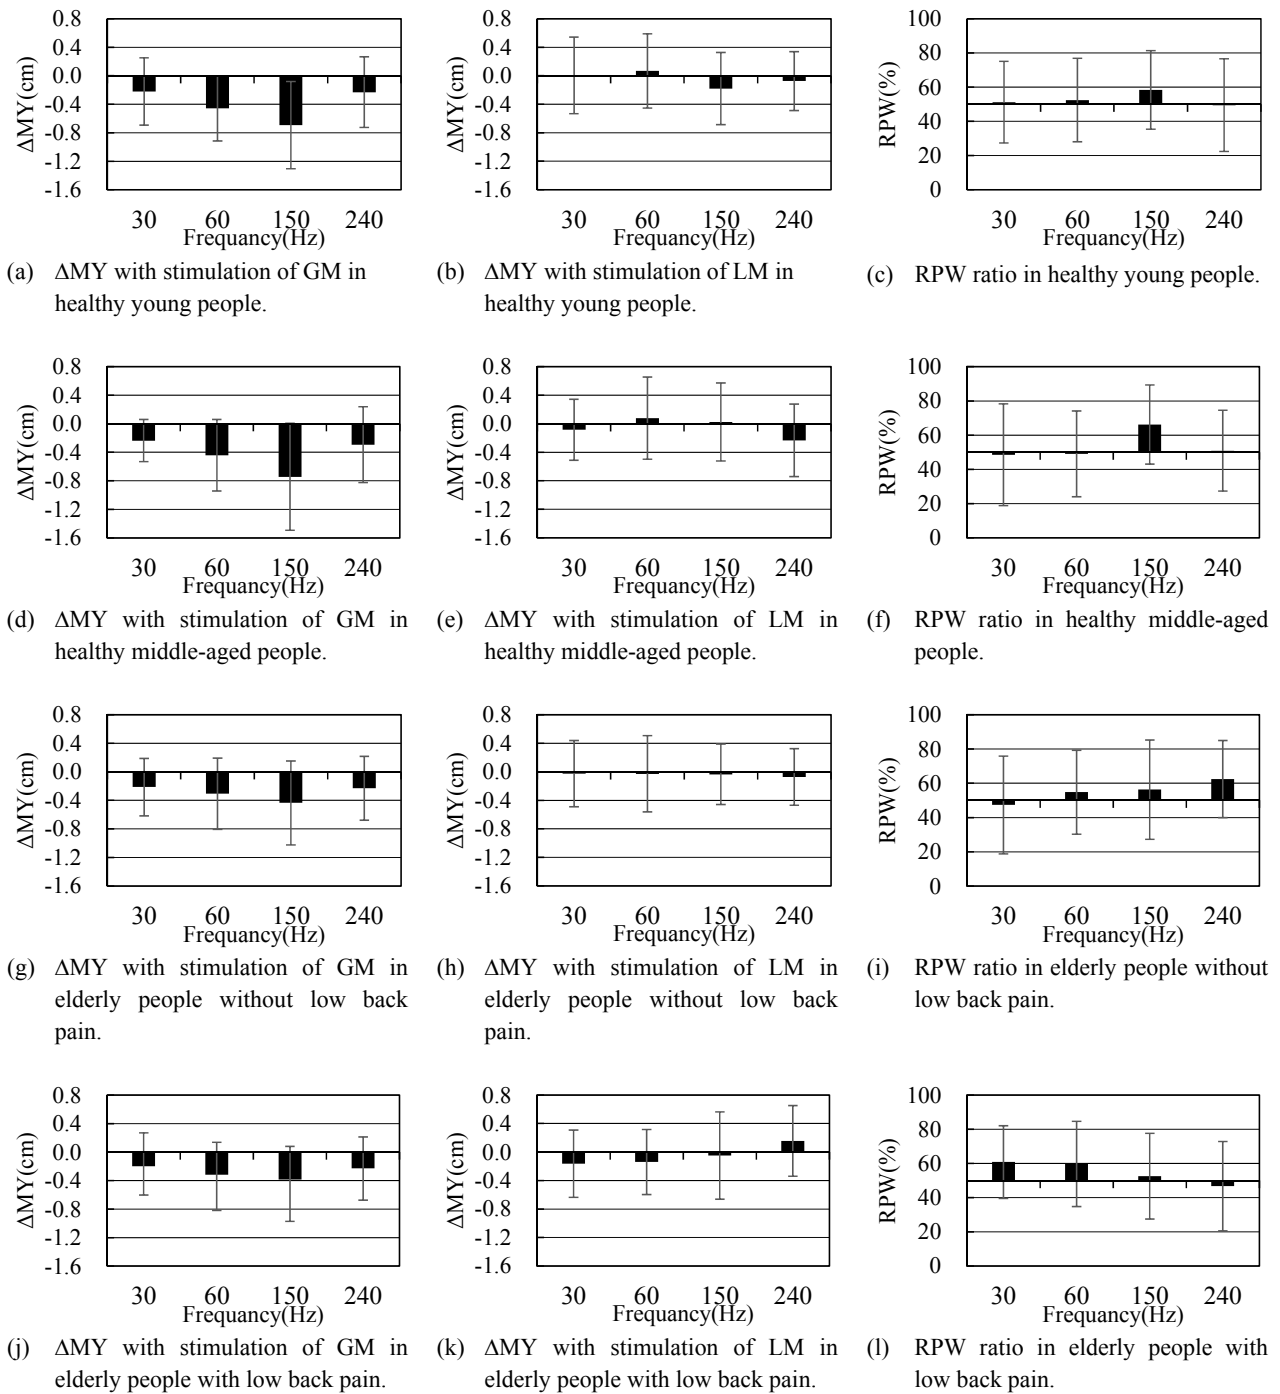 0.8
0.4
0.0
-0.4
-0.8
-1.2
-1.6
ΔMY(cm)
30 60 150 240
Frequancy(Hz)
(a) ΔMY with stimulation of GM in
healthy young people.
0.8
0.4
0.0
-0.4
-0.8
-1.2
-1.6
ΔMY(cm)
30 60 150 240
Frequancy(Hz)
(b) ΔMY with stimulation of LM in
healthy young people.
100
80
60
40
20
0
RPW(%)
30 60 150 240
Frequancy(Hz)
(c) RPW ratio in healthy young people.
0.8
0.4
0.0
-0.4
-0.8
-1.2
-1.6
ΔMY(cm)
30 60 150 240
Frequancy(Hz)
(d) ΔMY with stimulation of GM in
healthy middle-aged people.
0.8
0.4
0.0
-0.4
-0.8
-1.2
-1.6
ΔMY(cm)
30 60 150 240
Frequancy(Hz)
(e) ΔMY with stimulation of LM in
healthy middle-aged people.
100
80
60
40
20
0
RPW(%)
30 60 150 240
Frequancy(Hz)
(f) RPW ratio in healthy middle-aged
people.
0.8
0.4
0.0
-0.4
-0.8
-1.2
-1.6
ΔMY(cm)
30 60 150 240
Frequancy(Hz)
(g) ΔMY with stimulation of GM in
elderly people without low back
pain.
0.8
0.4
0.0
-0.4
-0.8
-1.2
-1.6
ΔMY(cm)
30 60 150 240
Frequancy(Hz)
(h) ΔMY with stimulation of LM in
elderly people without low back
pain.
100
80
60
40
20
0
RPW(%)
30 60 150 240
Frequancy(Hz)
(i) RPW ratio in elderly people without
low back pain.
0.8
0.4
0.0
-0.4
-0.8
-1.2
-1.6
ΔMY(cm)
30 60 150 240
Frequancy(Hz)
(j) ΔMY with stimulation of GM in
elderly people with low back pain.
0.8
0.4
0.0
-0.4
-0.8
-1.2
-1.6
ΔMY(cm)
30 60 150 240
Frequancy(Hz)
(k) ΔMY with stimulation of LM in
elderly people with low back pain.
100
80
60
40
20
0
RPW(%)
30 60 150 240
Frequancy(Hz)
(l) RPW ratio in elderly people with
low back pain.